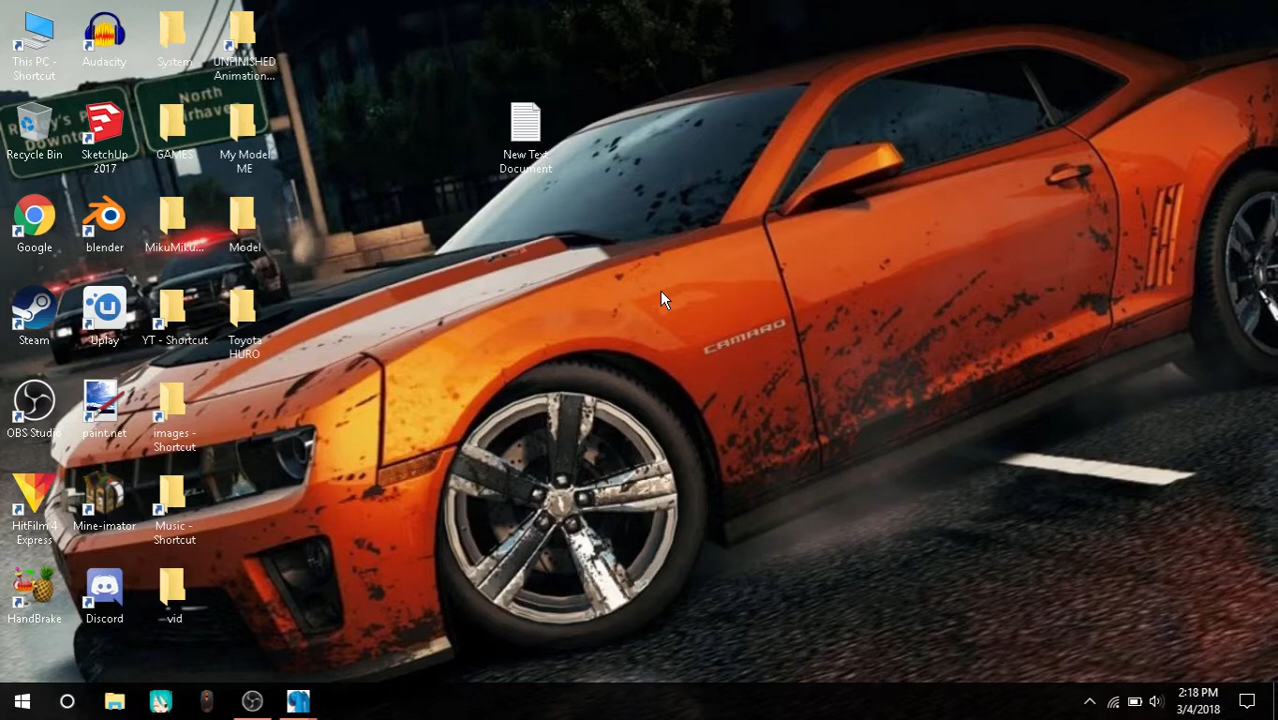 This PC -
Shortcut
Audacity
System
UNFINISHED
Animation...
North
Recycle Bin
SketchUp
2017
GAMES
My Model
ME
New Text
Document
Google
blender
MikuMiku...
Model
Steam
Uplay
YT - Shortcut
Toyota
HURO
CAMARO
OBS Studio
paint.net
images -
Shortcut
HitFilm 4
Express
Mine-imator
Music -
Shortcut
HandBrake
Discord
vid
2:18 PM
3/4/2018